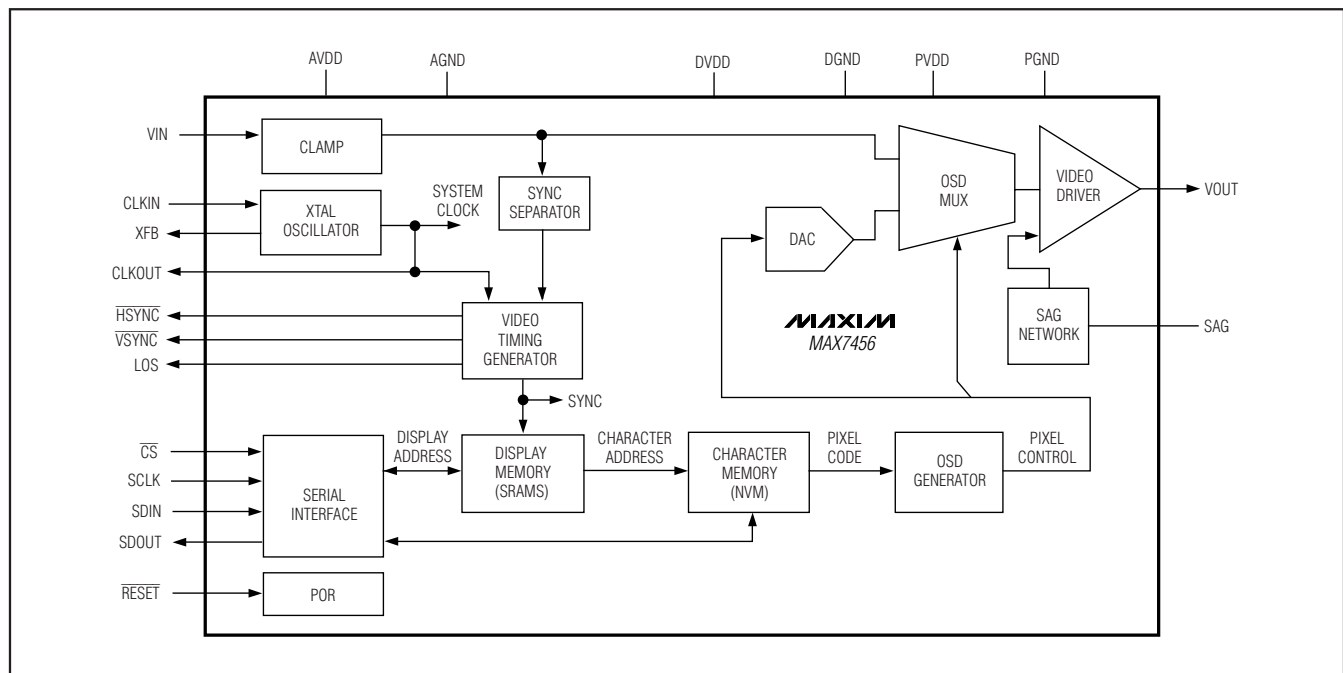 AVDD
AGND
DVDD
DGND
PVDD
PGND
VIN
CLAMP
CLKIN
XFB
XTAL
OSCILLATOR
SYSTEM
CLOCK
SYNC
SEPARATOR
CLKOUT
DAC
OSD
MUX
VIDEO
DRIVER
VOUT
HSYNC
VSYNC
LOS
VIDEO
TIMING
GENERATOR
MAXIM
MAX7456
SAG
NETWORK
SAG
SYNC
CS
SCLK
SDIN
SDOUT
SERIAL
INTERFACE
DISPLAY
ADDRESS
DISPLAY
MEMORY
(SRAMS)
CHARACTER
ADDRESS
CHARACTER
MEMORY
(NVM)
PIXEL
CODE
OSD
GENERATOR
PIXEL
CONTROL
RESET
POR